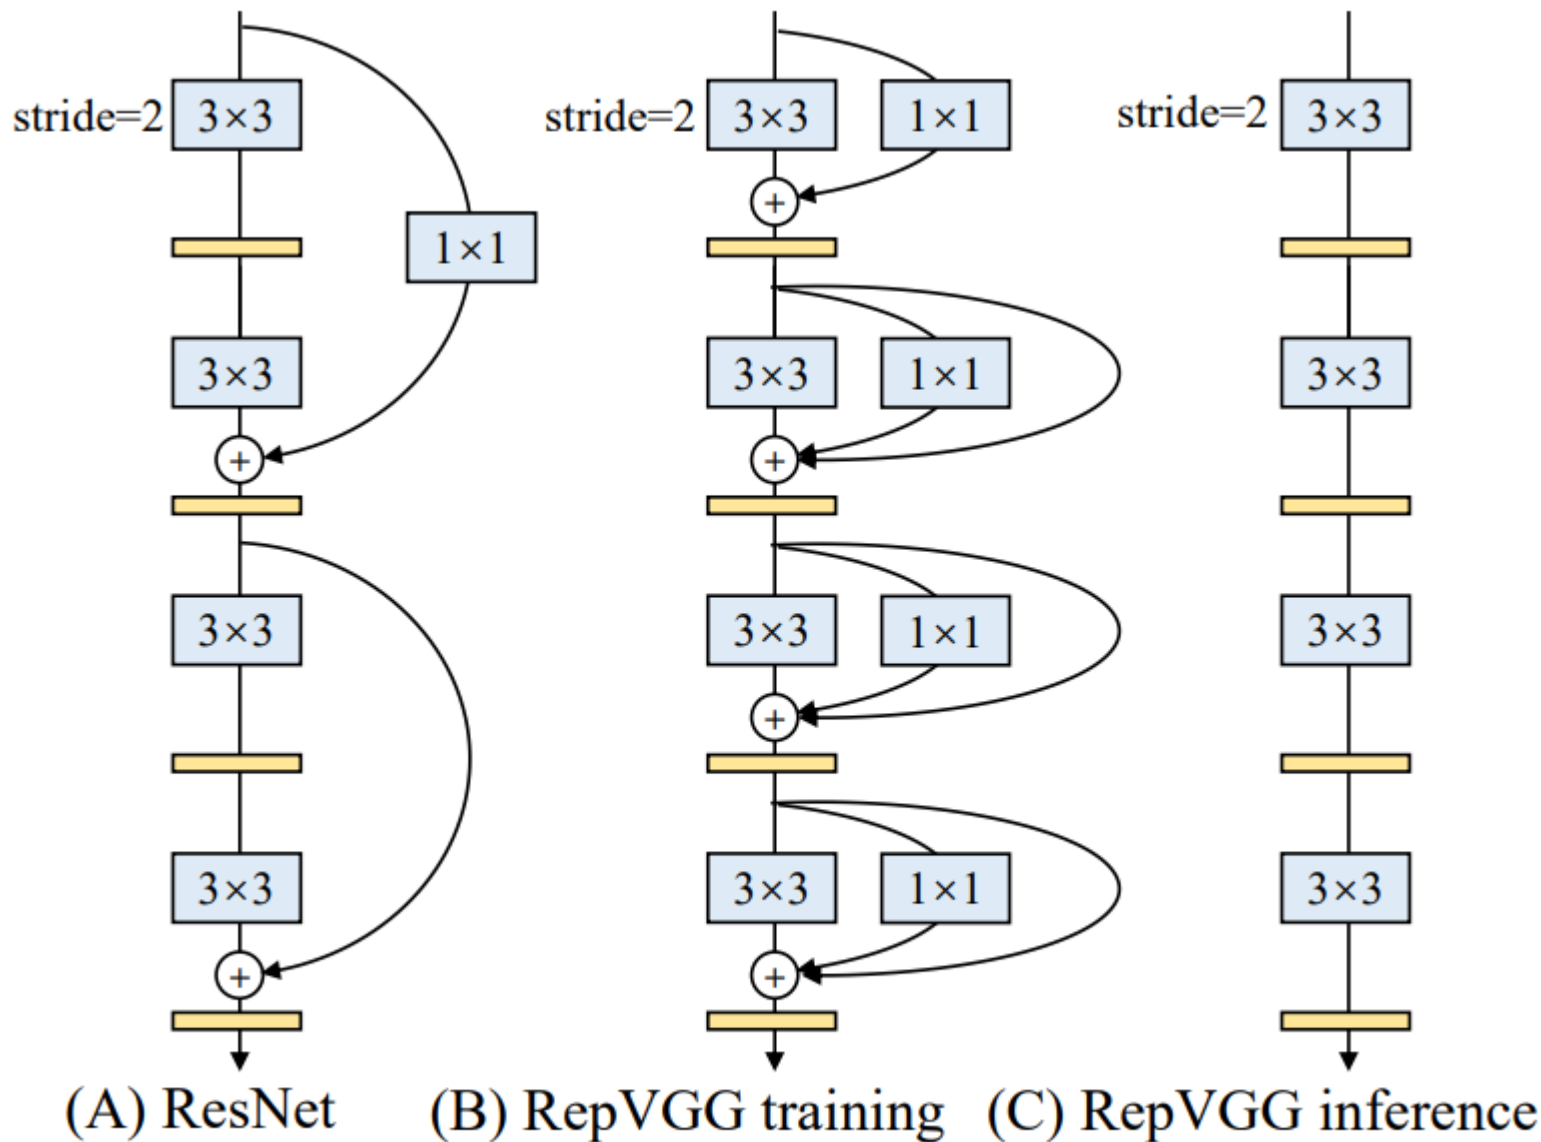 stride=2 3×3 stride=2 3×3 1×1 stride=2 3×3
1×1
3×3 3×3 1×1 3×3
+
+
3×3 3×3 1×1 3×3
+
3×3 3×3 1×1 3×3
+ +
(A) ResNet (B) RepVGG training (C) RepVGG inference